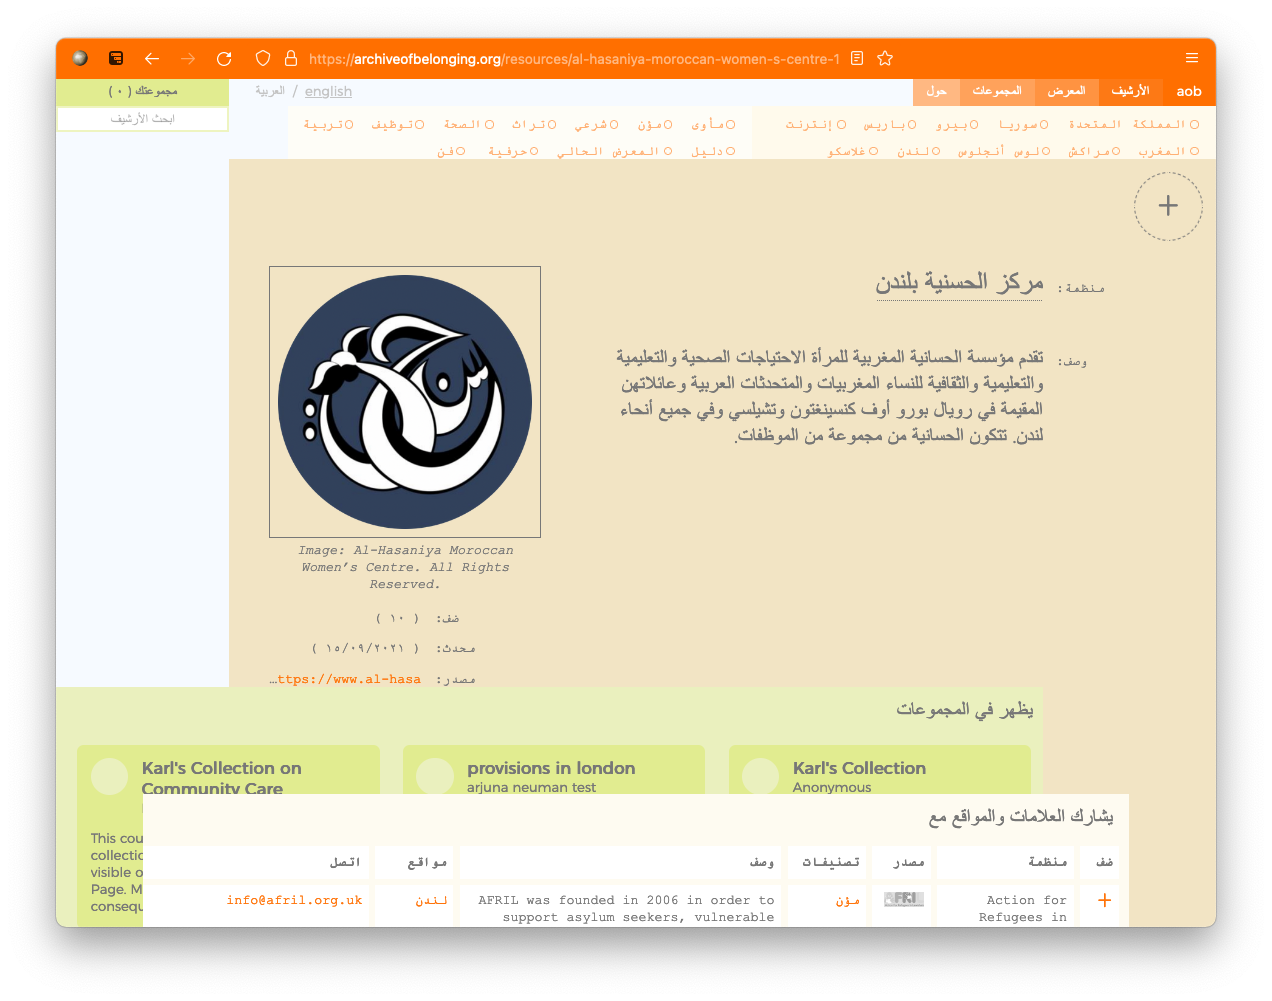 https://archiveofbelonging.org/resources/al-hasaniya-moroccan-women-s-centre-1
aob
الأرشيف
المعرض
المجموعات
حول
english / العربية
مجموعتك ( ٠ )
ابحث الأرشيف
المملكة المتحدة سوريا بيرو باريس إنترنت
المغرب مراكش لوس أنجلوس لندن غلاسكو
مأوى مؤن شرعي تراث الصحة توظيف تربية
دليل المعرض الحالي حرفية فن
+
منظمة: مركز الحسنية بلندن
وصف: تقدم مؤسسة الحسانية المغربية للمرأة الاحتياجات الصحية والتعليمية
والتعليمية والثقافية للنساء المغربيات والمتحدثات العربية وعائلاتهن
المقيمة في رويال بورو أوف كنسينغتون وتشيلسي وفي جميع أنحاء
لندن. تتكون الحسانية من مجموعة من الموظفات.
Image: Al-Hasaniya Moroccan
Women's Centre. All Rights
Reserved.
ضف: ( ١٠ )
محدث: ( ١٥/٠٩/٢٠٢١ )
مصدر: …ttps://www.al-hasa
يظهر في المجموعات
Karl's Collection
Anonymous
provisions in london
arjuna neuman test
Karl's Collection on
Community Care
This cou
collectic
visible o
Page. M
consequ
يشارك العلامات والمواقع مع
ضف منظمة مصدر تصنيفات وصف مواقع اتصل
+ Action for
Refugees in
AFRIL
مؤن
AFRIL was founded in 2006 in order to
support asylum seekers, vulnerable
لندن
info@afril.org.uk